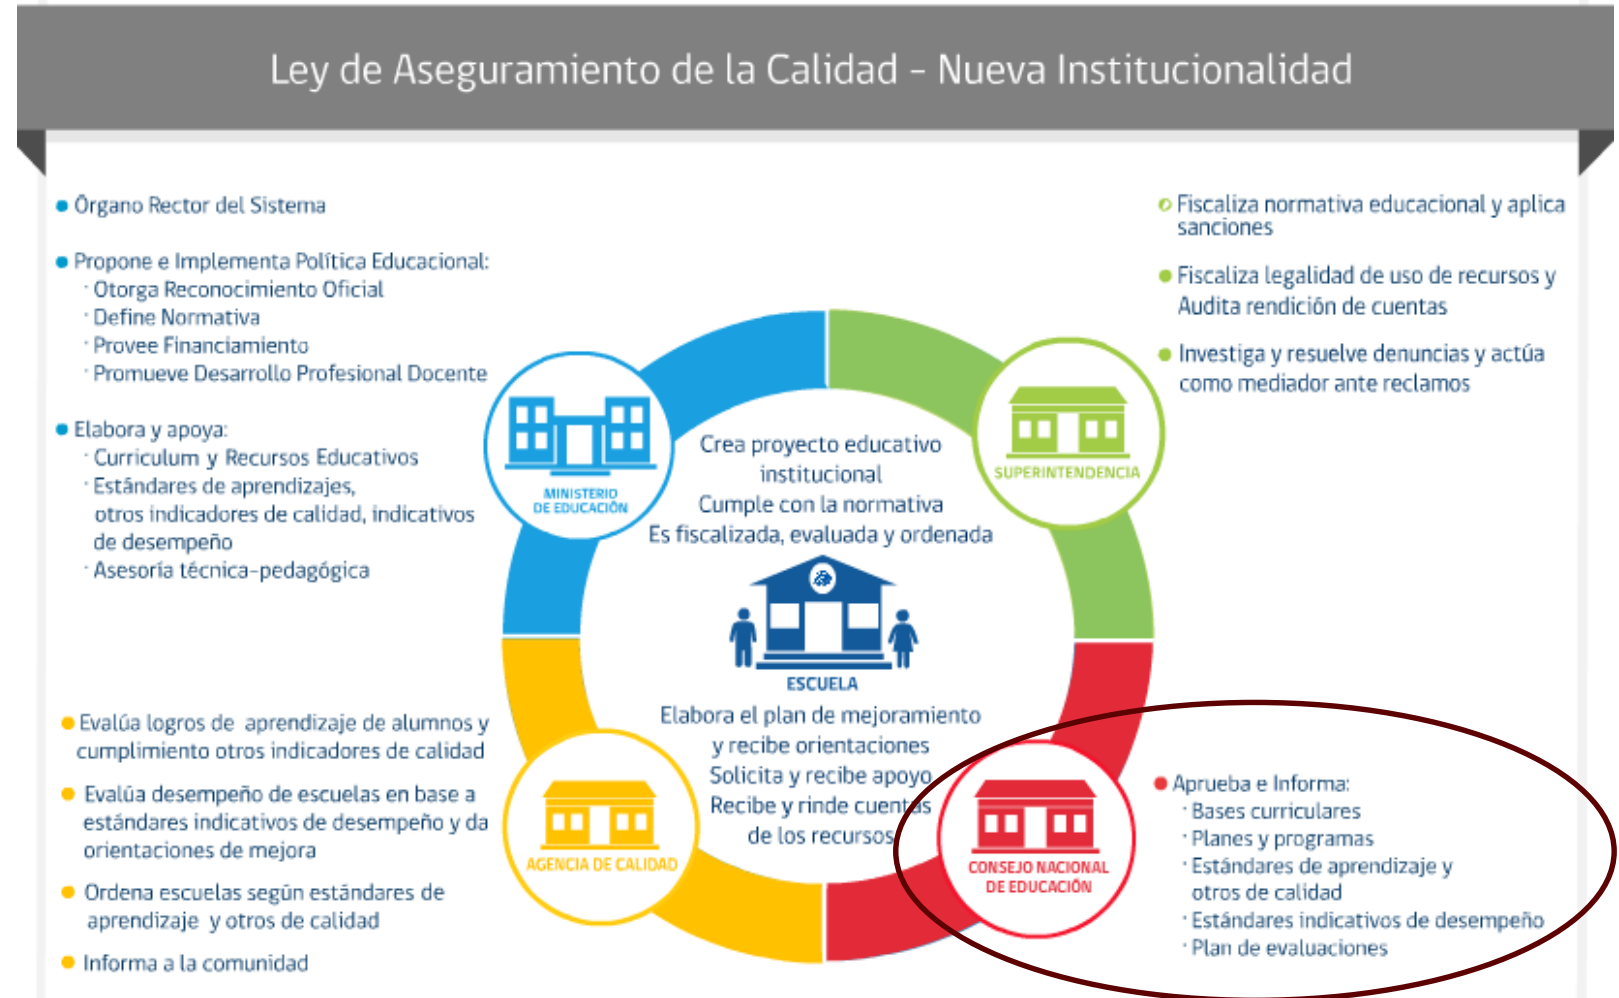 Ley de Aseguramiento de la Calidad - Nueva Institucionalidad
Órgano Rector del Sistema
Propone e Implementa Política Educacional:
· Otorga Reconocimiento Oficial
· Define Normativa
· Provee Financiamiento
· Promueve Desarrollo Profesional Docente
Elabora y apoya:
· Curriculum y Recursos Educativos
· Estándares de aprendizajes,
otros indicadores de calidad, indicativos
de desempeño
· Asesoría técnica-pedagógica
MINISTERIO
DE EDUCACIÓN
Fiscaliza normativa educacional y aplica
sanciones
Fiscaliza legalidad de uso de recursos y
Audita rendición de cuentas
Investiga y resuelve denuncias y actúa
como mediador ante reclamos
SUPERINTENDENCIA
Crea proyecto educativo
institucional
Cumple con la normativa
Es fiscalizada, evaluada y ordenada
ESCUELA
Elabora el plan de mejoramiento
y recibe orientaciones
Solicita y recibe apoyo
Recibe y rinde cuentas
de los recursos
Evalúa logros de aprendizaje de alumnos y
cumplimiento otros indicadores de calidad
Evalúa desempeño de escuelas en base a
estándares indicativos de desempeño y da
orientaciones de mejora
Ordena escuelas según estándares de
aprendizaje y otros de calidad
Informa a la comunidad
AGENCIA DE CALIDAD
CONSEJO NACIONAL
DE EDUCACIÓN
Aprueba e Informa:
· Bases curriculares
· Planes y programas
· Estándares de aprendizaje y
otros de calidad
· Estándares indicativos de desempeño
· Plan de evaluaciones